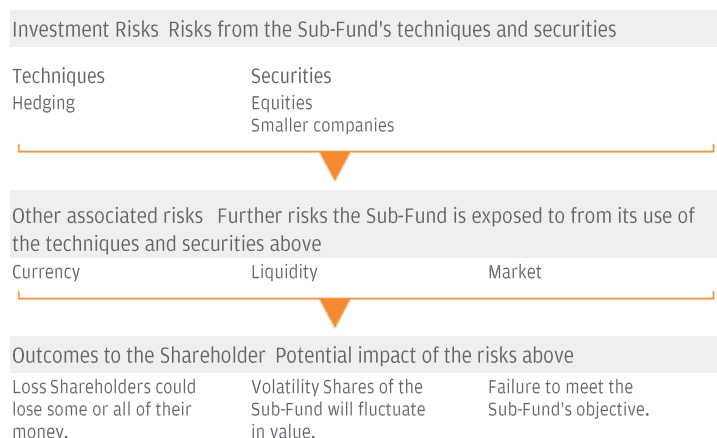 Investment Risks Risks from the Sub-Fund's techniques and securities
Techniques Securities
Hedging Equities
Smaller companies
Other associated risks Further risks the Sub-Fund is exposed to from its use of
the techniques and securities above
Currency Liquidity Market
Outcomes to the Shareholder Potential impact of the risks above
Loss Shareholders could
lose some or all of their
money.
Volatility Shares of the
Sub-Fund will fluctuate
in value.
Failure to meet the
Sub-Fund's objective.